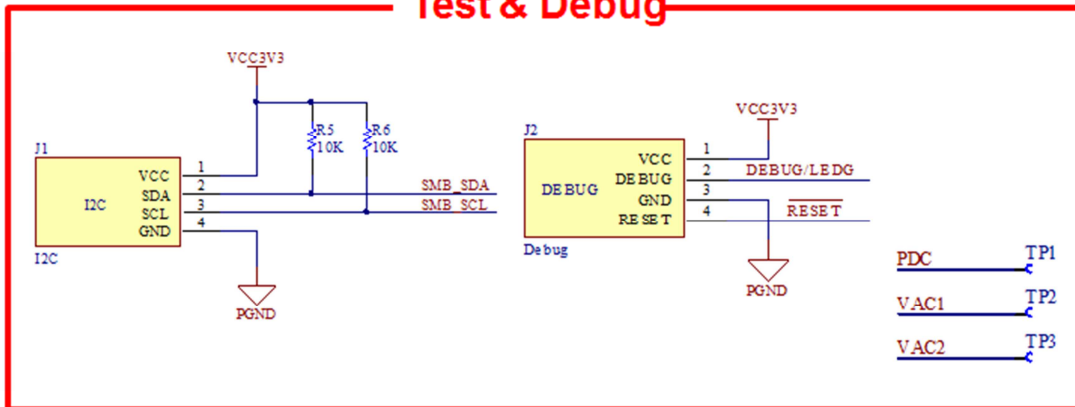 Test & Debug
VCC3V3
R5
10K
R6
10K
J1
I2C
VCC 1
SDA 2
SCL 3
GND 4
SMB_SDA
SMB_SCL
I2C
PGND
VCC3V3
J2
DEBUG
VCC 1
DEBUG 2
GND 3
RESET 4
DEBUG/LEDG
RESET
Debug
PGND
PDC TP1
VAC1 TP2
VAC2 TP3